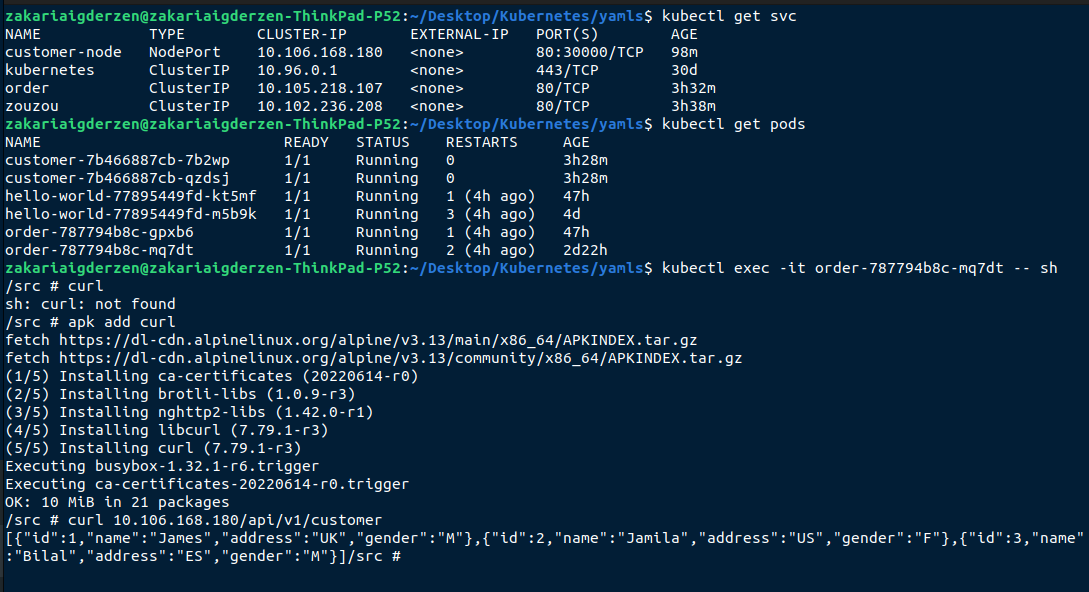 zakariaigderzen@zakariaigderzen-ThinkPad-P52:~/Desktop/Kubernetes/yamls$ kubectl get svc
NAME            TYPE        CLUSTER-IP       EXTERNAL-IP   PORT(S)        AGE
customer-node   NodePort    10.106.168.180   <none>        80:30000/TCP   98m
kubernetes      ClusterIP   10.96.0.1        <none>        443/TCP        30d
order           ClusterIP   10.105.218.107   <none>        80/TCP         3h32m
zouzou          ClusterIP   10.102.236.208   <none>        80/TCP         3h38m
zakariaigderzen@zakariaigderzen-ThinkPad-P52:~/Desktop/Kubernetes/yamls$ kubectl get pods
NAME                           READY   STATUS    RESTARTS     AGE
customer-7b466887cb-7b2wp      1/1     Running   0            3h28m
customer-7b466887cb-qzdsj      1/1     Running   0            3h28m
hello-world-77895449fd-kt5mf   1/1     Running   1 (4h ago)   47h
hello-world-77895449fd-m5b9k   1/1     Running   3 (4h ago)   4d
order-787794b8c-gpxb6          1/1     Running   1 (4h ago)   47h
order-787794b8c-mq7dt          1/1     Running   2 (4h ago)   2d22h
zakariaigderzen@zakariaigderzen-ThinkPad-P52:~/Desktop/Kubernetes/yamls$ kubectl exec -it order-787794b8c-mq7dt -- sh
/src # curl
sh: curl: not found
/src # apk add curl
fetch https://dl-cdn.alpinelinux.org/alpine/v3.13/main/x86_64/APKINDEX.tar.gz
fetch https://dl-cdn.alpinelinux.org/alpine/v3.13/community/x86_64/APKINDEX.tar.gz
(1/5) Installing ca-certificates (20220614-r0)
(2/5) Installing brotli-libs (1.0.9-r3)
(3/5) Installing nghttp2-libs (1.42.0-r1)
(4/5) Installing libcurl (7.79.1-r3)
(5/5) Installing curl (7.79.1-r3)
Executing busybox-1.32.1-r6.trigger
Executing ca-certificates-20220614-r0.trigger
OK: 10 MiB in 21 packages
/src # curl 10.106.168.180/api/v1/customer
[{"id":1,"name":"James","address":"UK","gender":"M"},{"id":2,"name":"Jamila","address":"US","gender":"F"},{"id":3,"name"
:"Bilal","address":"ES","gender":"M"}]/src #